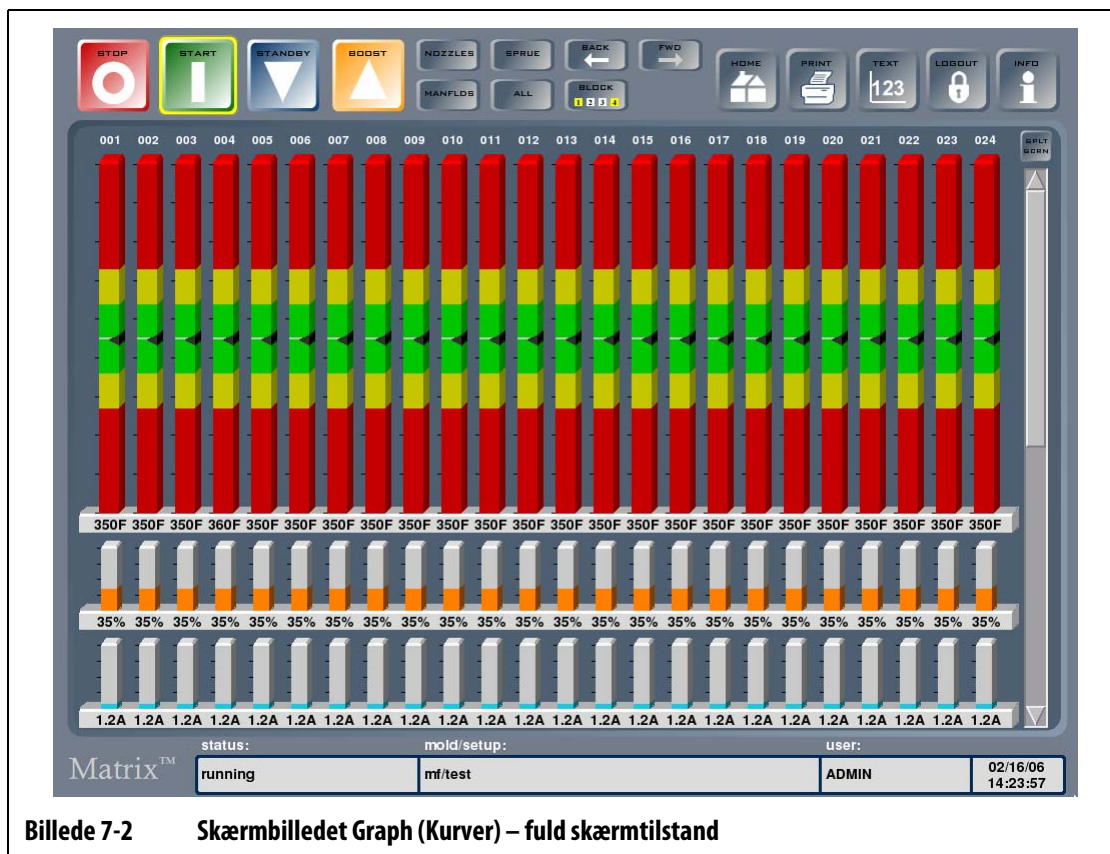 STOP START STANDBY BOOST NOZZLES SPRUE BACK FWD HOME PRINT TEXT LOGOUT INFO
MANFLDS ALL BLOCK 123
1 2 3 4
001 002 003 004 005 006 007 008 009 010 011 012 013 014 015 016 017 018 019 020 021 022 023 024 SPLT
SCRN
350F 350F 350F 360F 350F 350F 350F 350F 350F 350F 350F 350F 350F 350F 350F 350F 350F 350F 350F 350F 350F 350F 350F 350F
35% 35% 35% 35% 35% 35% 35% 35% 35% 35% 35% 35% 35% 35% 35% 35% 35% 35% 35% 35% 35% 35% 35% 35%
1.2A 1.2A 1.2A 1.2A 1.2A 1.2A 1.2A 1.2A 1.2A 1.2A 1.2A 1.2A 1.2A 1.2A 1.2A 1.2A 1.2A 1.2A 1.2A 1.2A 1.2A 1.2A 1.2A 1.2A
status: mold/setup: user:
Matrix™ running mf/test ADMIN 02/16/06
14:23:57
Billede 7-2 Skærmbilledet Graph (Kurver) – fuld skærmtilstand